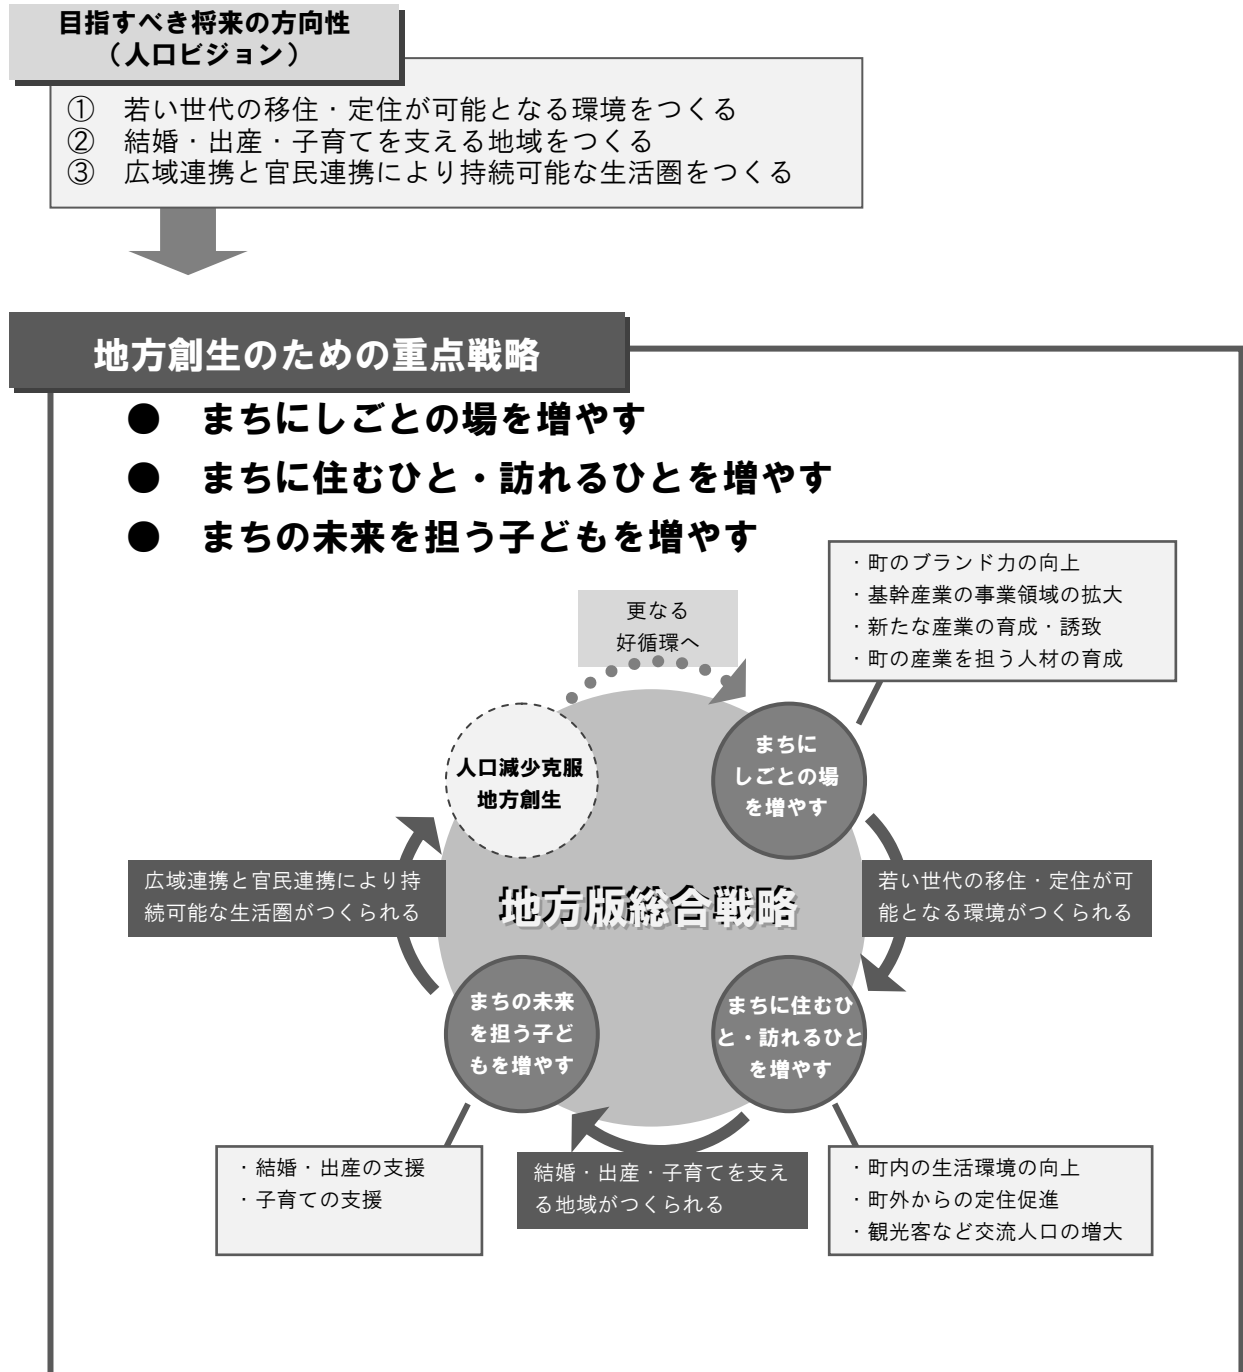 目指すべき将来の方向性
(人口ビジョン)
① 若い世代の移住・定住が可能となる環境をつくる
② 結婚・出産・子育てを支える地域をつくる
③ 広域連携と官民連携により持続可能な生活圏をつくる
地方創生のための重点戦略
● まちにしごとの場を増やす
● まちに住むひと・訪れるひとを増やす
● まちの未来を担う子どもを増やす
・町のブランド力の向上
・基幹産業の事業領域の拡大
・新たな産業の育成・誘致
・町の産業を担う人材の育成
更なる
好循環へ
人口減少克服
地方創生
まちに
しごとの場
を増やす
広域連携と官民連携により持
続可能な生活圏がつくられる
地方版総合戦略
若い世代の移住・定住が可
能となる環境がつくられる
まちの未来
を担う子ど
もを増やす
まちに住むひ
と・訪れるひと
を増やす
・結婚・出産の支援
・子育ての支援
結婚・出産・子育てを支え
る地域がつくられる
・町内の生活環境の向上
・町外からの定住促進
・観光客など交流人口の増大